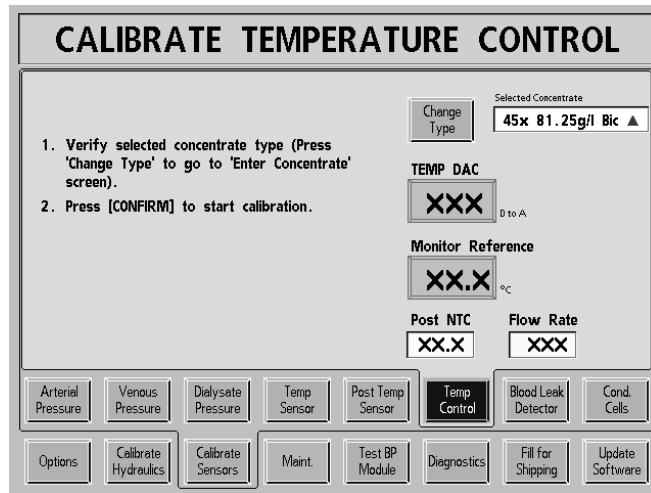 CALIBRATE TEMPERATURE CONTROL
1. Verify selected concentrate type (Press
'Change Type' to go to 'Enter Concentrate'
screen).
2. Press [CONFIRM] to start calibration.
Change
Type
Selected Concentrate
45x 81.25g/l Bic ▲
TEMP DAC
XXX D to A
Monitor Reference
XX.X °C
Post NTC Flow Rate
XX.X XXX
Arterial Venous Dialysate Temp Post Temp Temp Blood Leak Cond.
Pressure Pressure Pressure Sensor Sensor Control Detector Cells
Options Calibrate Calibrate Maint. Test BP Diagnostics Fill for Update
Hydraulics Sensors Module Shipping Software